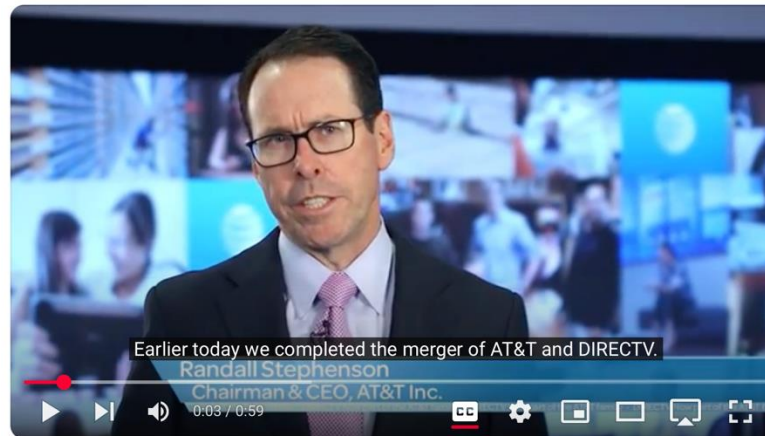 Earlier today we completed the merger of AT&T and DIRECTV.
Randall Stephenson
Chairman & CEO, AT&T Inc.
0:03 / 0:59
CC